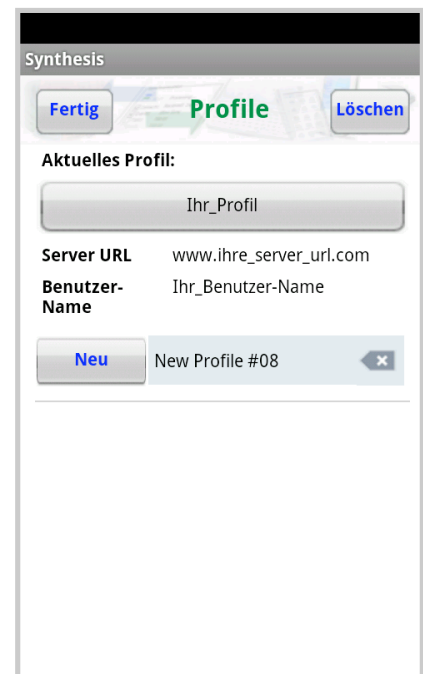 Synthesis
Fertig Profile Löschen
Aktuelles Profil:
Ihr_Profil
Server URL www.ihre_server_url.com
Benutzer- Ihr_Benutzer-Name
Name
Neu New Profile #08